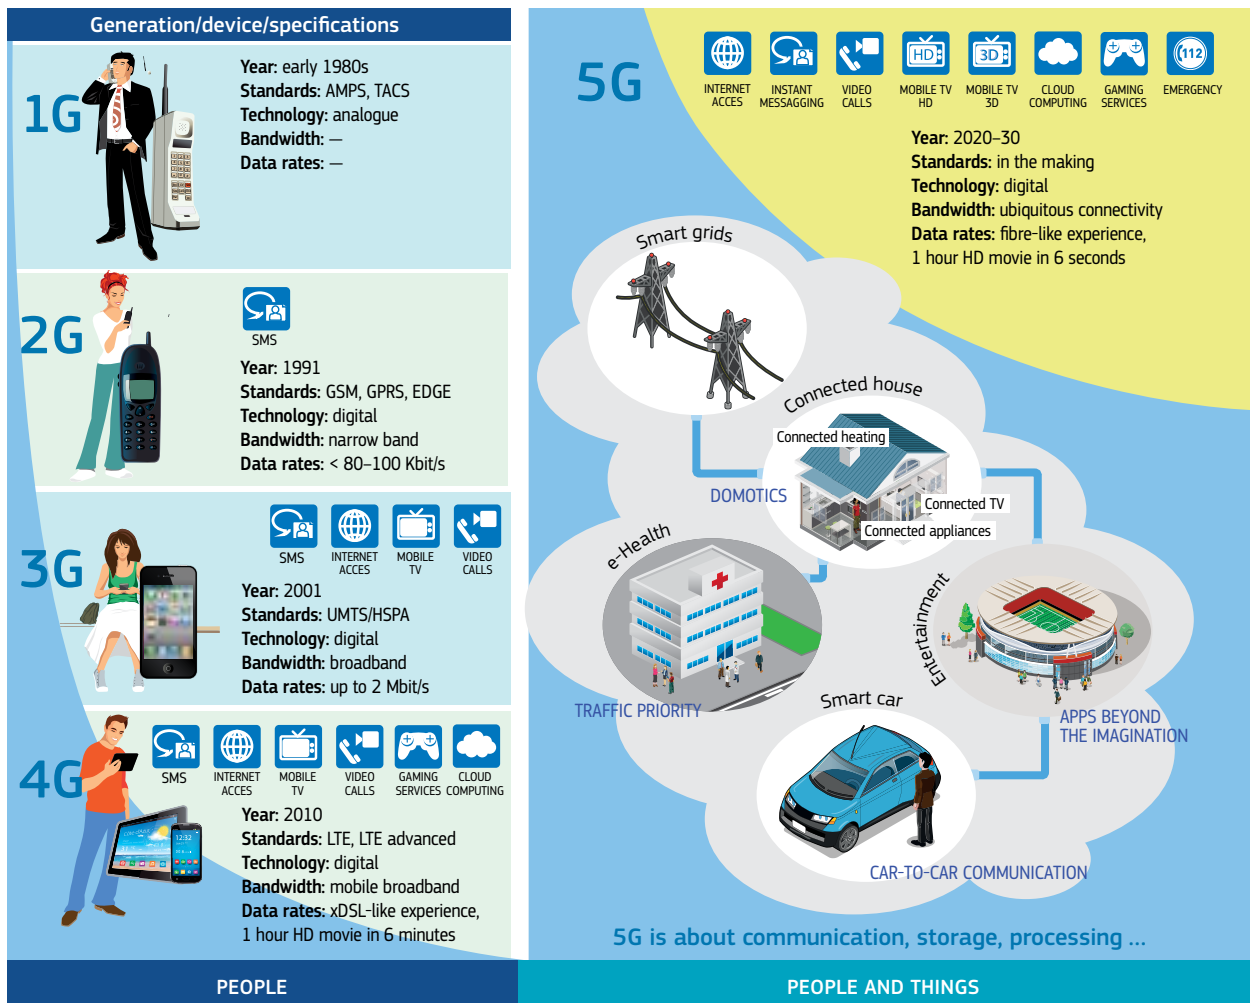 Generation/device/specifications
1G
Year: early 1980s
Standards: AMPS, TACS
Technology: analogue
Bandwidth: —
Data rates: —
2G
SMS
Year: 1991
Standards: GSM, GPRS, EDGE
Technology: digital
Bandwidth: narrow band
Data rates: < 80–100 Kbit/s
3G
SMS
INTERNET
ACCES
MOBILE
TV
VIDEO
CALLS
Year: 2001
Standards: UMTS/HSPA
Technology: digital
Bandwidth: broadband
Data rates: up to 2 Mbit/s
4G
SMS
INTERNET
ACCES
MOBILE
TV
VIDEO
CALLS
GAMING
SERVICES
CLOUD
COMPUTING
12:32
Year: 2010
Standards: LTE, LTE advanced
Technology: digital
Bandwidth: mobile broadband
Data rates: xDSL-like experience,
1 hour HD movie in 6 minutes
PEOPLE
5G
HD
3D
112
INTERNET
ACCES
INSTANT
MESSAGGING
VIDEO
CALLS
MOBILE TV
HD
MOBILE TV
3D
CLOUD
COMPUTING
GAMING
SERVICES
EMERGENCY
Year: 2020–30
Standards: in the making
Technology: digital
Bandwidth: ubiquitous connectivity
Data rates: fibre-like experience,
1 hour HD movie in 6 seconds
Smart grids
Connected house
Connected heating
DOMOTICS
Connected TV
Connected appliances
e-Health
TRAFFIC PRIORITY
Entertainment
APPS BEYOND
THE IMAGINATION
Smart car
CAR-TO-CAR COMMUNICATION
5G is about communication, storage, processing ...
PEOPLE AND THINGS